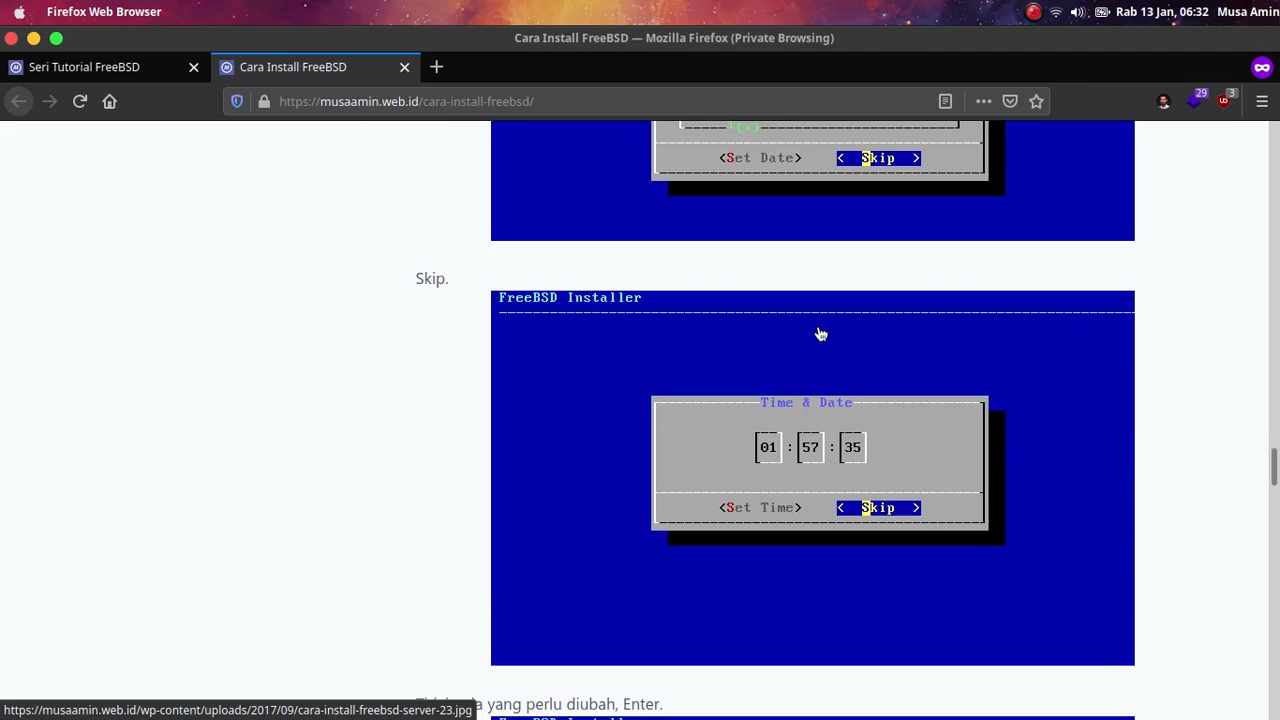 Firefox Web Browser
Rab 13 Jan, 06:32 Musa Amin
Cara Install FreeBSD — Mozilla Firefox (Private Browsing)
Seri Tutorial FreeBSD
Cara Install FreeBSD
https://musaamin.web.id/cara-install-freebsd/
29
3
<Set Date> < Skip >
Skip.
FreeBSD Installer
Time & Date
01 : 57 : 35
<Set Time> < Skip >
yang perlu diubah, Enter.
https://musaamin.web.id/wp-content/uploads/2017/09/cara-install-freebsd-server-23.jpg
FreeBSD Installer